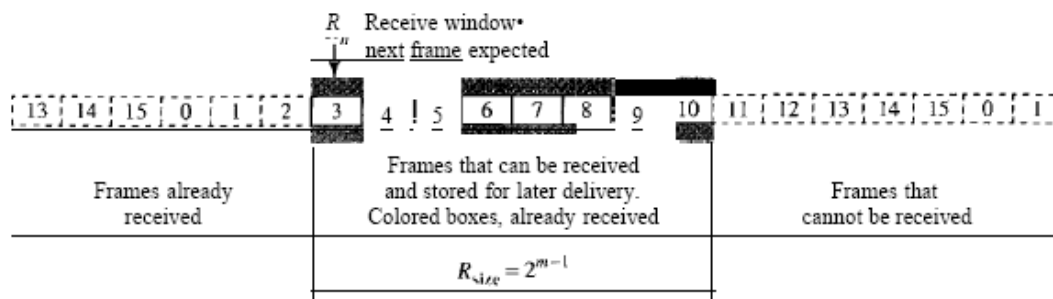 R Receive window•
n next frame expected
13 14 15 0 1 2 3 4 ! 5 6 7 8 9 10 11 12 13 14 15 0 1
Frames already
received
Frames that can be received
and stored for later delivery.
Colored boxes, already received
Frames that
cannot be received
R size = 2^{m-1}